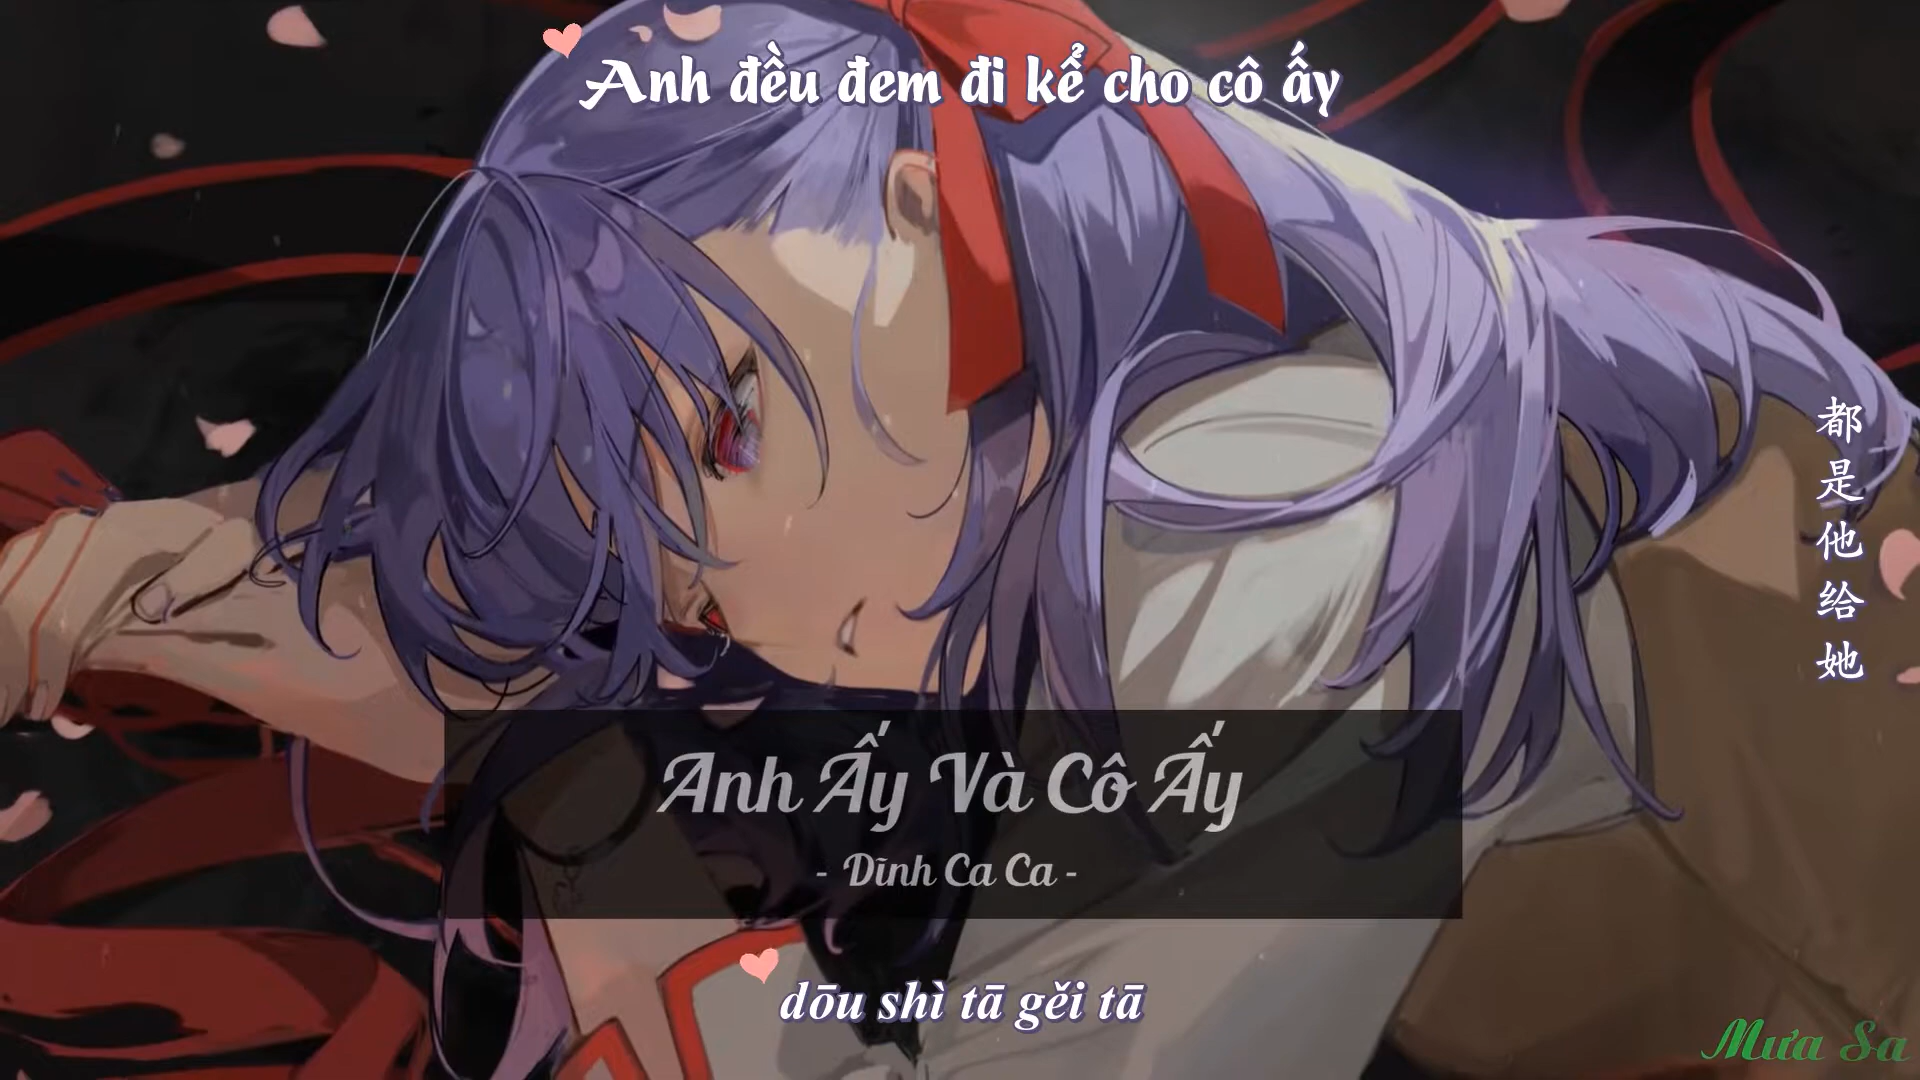 Anh đều đem đi kể cho cô ấy
都是他给她
Anh Ấy Và Cô Ấy
- Dĩnh Ca Ca -
dōu shì tā gěi tā
Mưa Sa